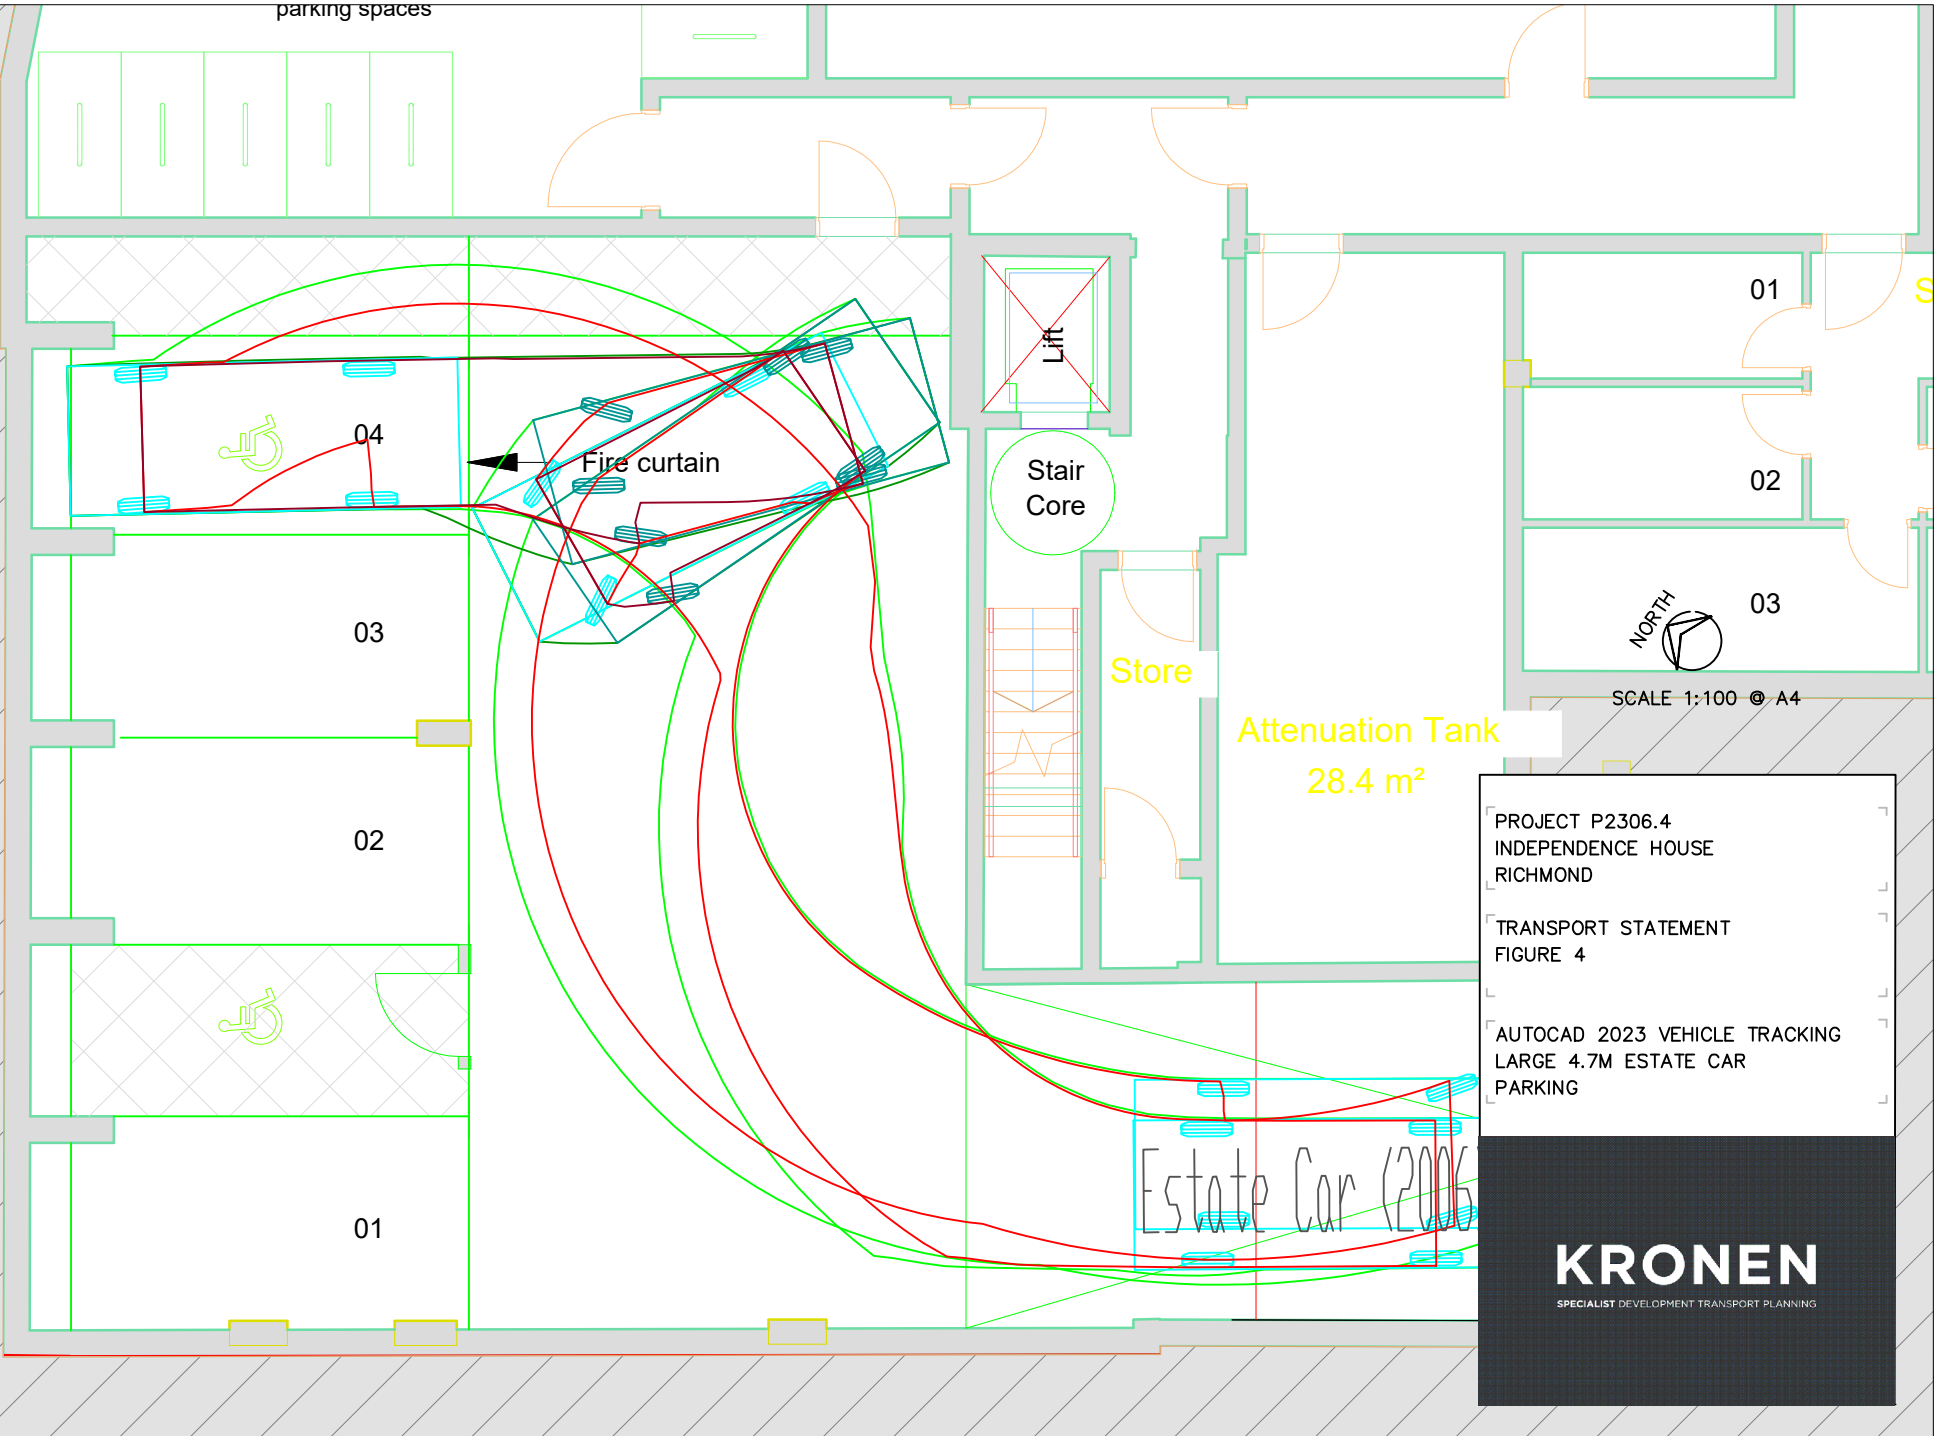 parking spaces
Lift
01
S
04
Fire curtain
Stair
Core
02
03
NORTH
03
Store
SCALE 1:100 @ A4
Attenuation Tank
28.4 m²
02
PROJECT P2306.4
INDEPENDENCE HOUSE
RICHMOND
TRANSPORT STATEMENT
FIGURE 4
AUTOCAD 2023 VEHICLE TRACKING
LARGE 4.7M ESTATE CAR
PARKING
Estate Car (2006
01
KRONEN
SPECIALIST DEVELOPMENT TRANSPORT PLANNING